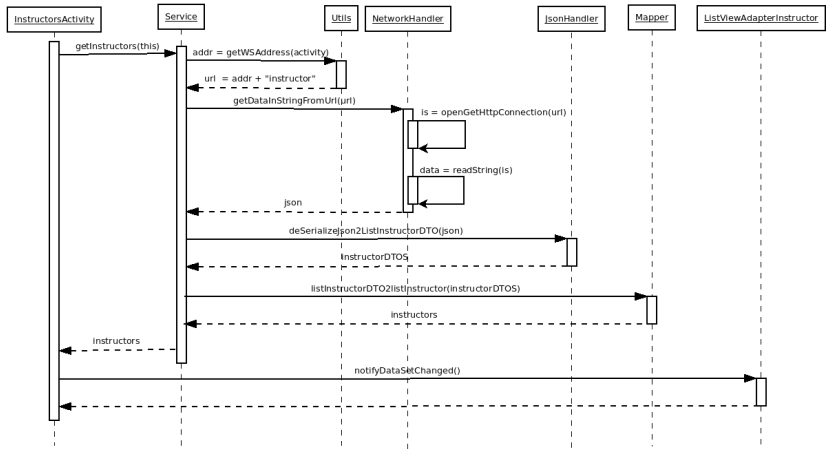 InstructorsActivity
Service
Utils
NetworkHandler
JsonHandler
Mapper
ListViewAdapterInstructor
getInstructors(this)
addr = getWSAddress(activity)
url = addr + "instructor"
getDataInStringFromUrl(url)
is = openGetHttpConnection(url)
data = readString(is)
json
deSerializeJson2ListInstructorDTO(json)
instructorDTOS
listInstructorDTO2listInstructor(instructorDTOS)
instructors
instructors
notifyDataSetChanged()